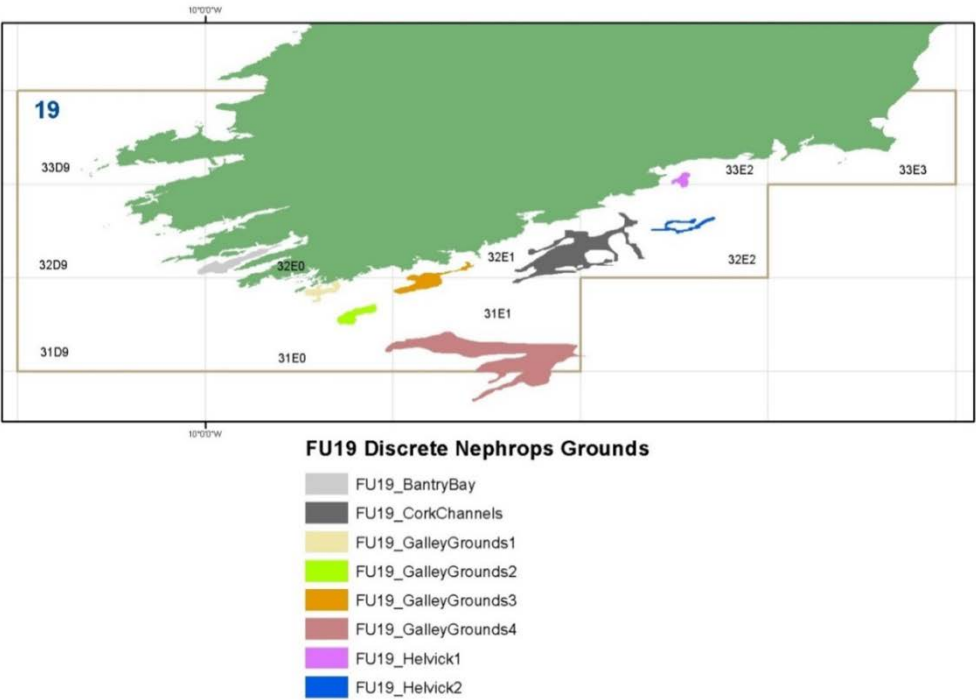 10°0'0"W
19
33D9
33E2
33E3
32D9
32E0
32E1
32E2
31E1
31D9
31E0
10°0'0"W
FU19 Discrete Nephrops Grounds
FU19_BantryBay
FU19_CorkChannels
FU19_GalleyGrounds1
FU19_GalleyGrounds2
FU19_GalleyGrounds3
FU19_GalleyGrounds4
FU19_Helvick1
FU19_Helvick2